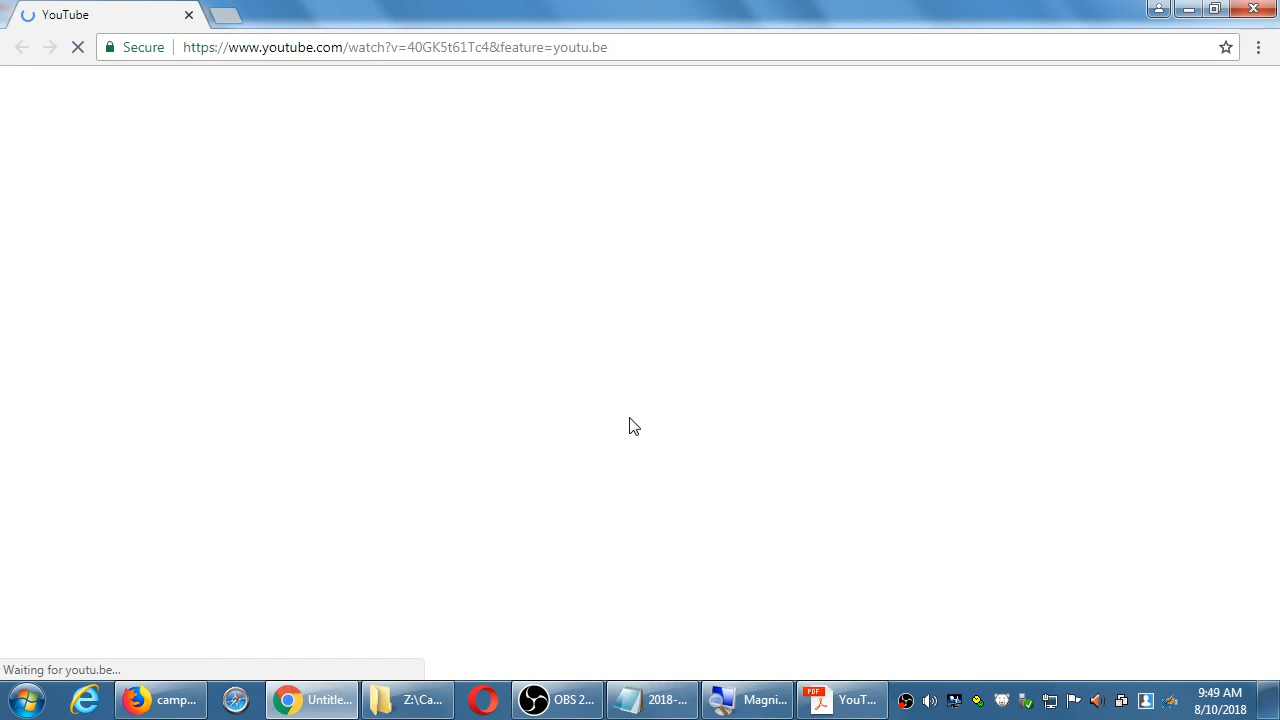 YouTube
Secure https://www.youtube.com/watch?v=40GK5t61Tc4&feature=youtu.be
Waiting for youtu.be...
camp... Untitle... Z:\Ca... OBS 2... 2018-... Magni... PDF YouT... 9:49 AM
8/10/2018